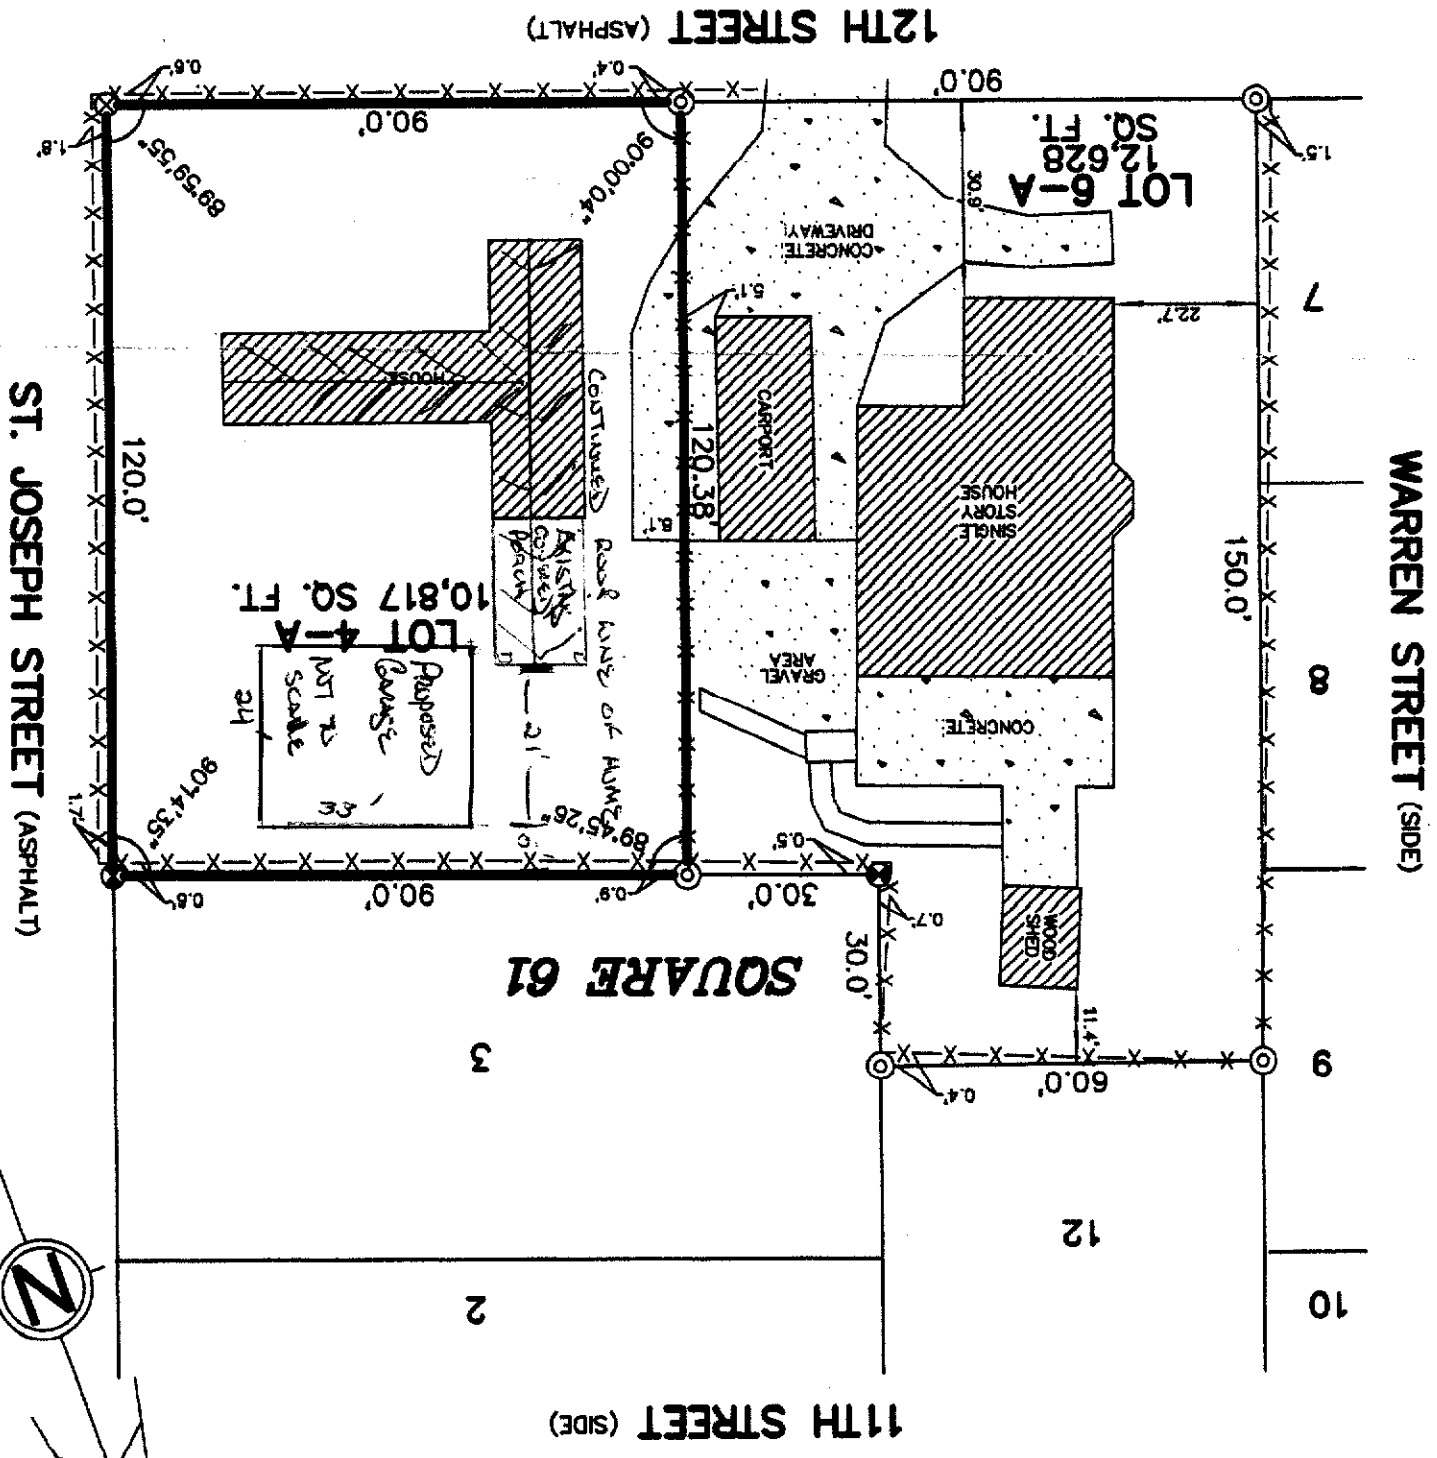 12TH STREET (ASPHALT)
0.6'
0.4'
90.0'
90.0'
1.8'
89°59'55"
90°00'04"
1.5'
LOT 6-A
12,628
SQ. FT.
30.9'
CONCRETE
DRIVEWAY
5.1'
22.7'
7
HOUSE
CARPORT
ST. JOSEPH STREET (ASPHALT)
120.0'
120.38'
8.1'
SINGLE
STORY
HOUSE
WARREN STREET (SIDE)
150.0'
EXISTING
COVERED
PORCH
CONTINUED ROOF LINE OF HOME
LOT 4-A
10,817 SQ. FT.
Proposed
Garage
NOT TO
SCALE
24
33'
21'
GRAVEL
AREA
8
CONCRETE
90°14'35"
89°45'26"
1.7'
0.8'
90.0'
0.9'
0.5'
30.0'
0.7'
30.0'
WOOD
SHED
11.4'
SQUARE 61
3
0.4'
60.0'
9
12
2
10
N
11TH STREET (SIDE)